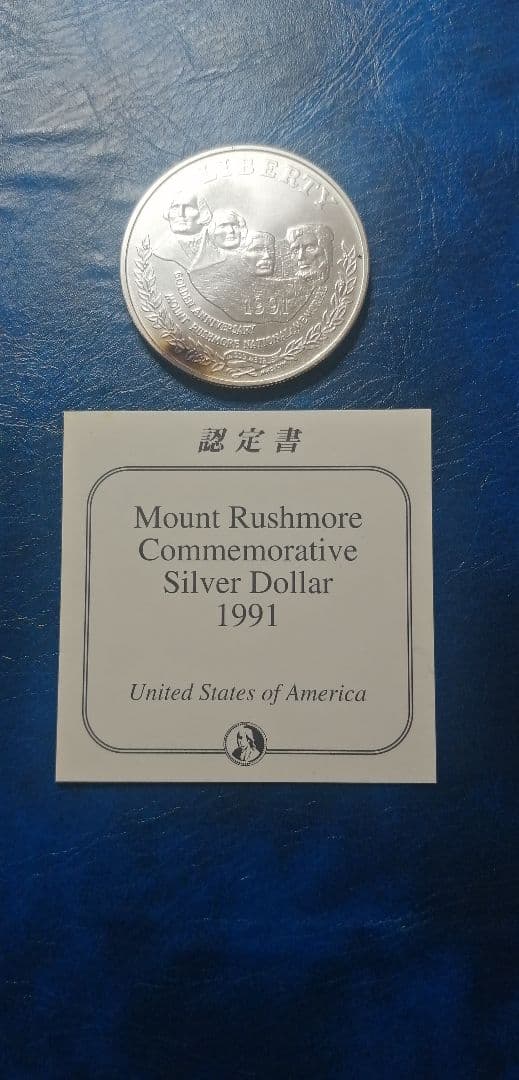 LIBERTY
1991
GOLDEN ANNIVERSARY
MOUNT RUSHMORE NATIONAL MEMORIAL
認定書
Mount Rushmore
Commemorative
Silver Dollar
1991
United States of America